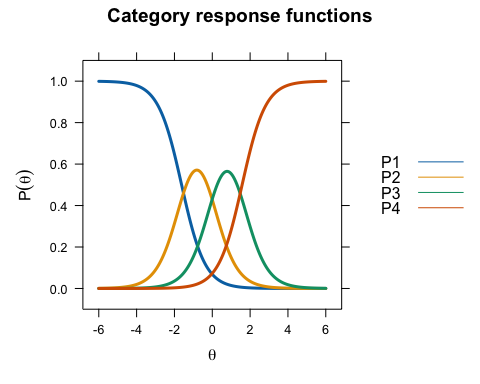 Category response functions
P(θ)
1.0
0.8
0.6
0.4
0.2
0.0
-6 -4 -2 0 2 4 6
θ
P1
P2
P3
P4